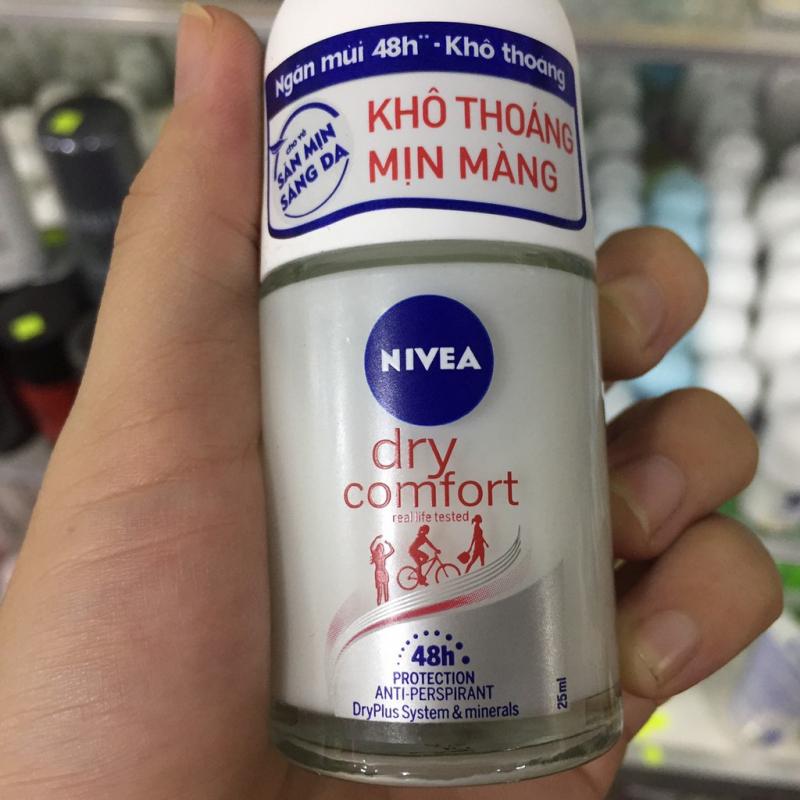 Ngăn mùi 48h** - Khô thoáng
cho vẻ
SĂN MỊN
SÁNG DA
KHÔ THOÁNG
MỊN MÀNG
NIVEA
dry
comfort
real life tested
48h
PROTECTION
ANTI-PERSPIRANT
DryPlus System & minerals
25ml